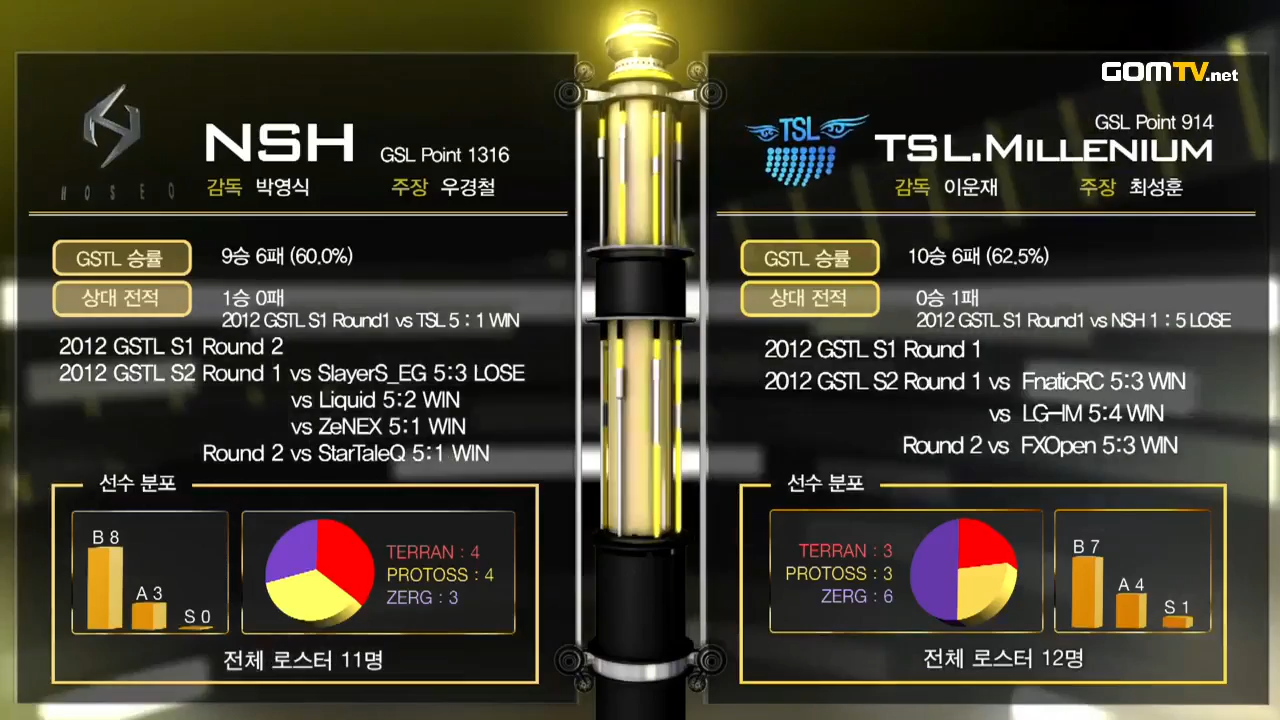 GOMTV.net
HOSEO
NSH
GSL Point 1316
감독 박영식 주장 우경철
GSTL 승률 9승 6패 (60.0%)
상대 전적 1승 0패
2012 GSTL S1 Round1 vs TSL 5 : 1 WIN
2012 GSTL S1 Round 2
2012 GSTL S2 Round 1 vs SlayerS_EG 5:3 LOSE
vs Liquid 5:2 WIN
vs ZeNEX 5:1 WIN
Round 2 vs StarTaleQ 5:1 WIN
선수 분포
B 8
A 3
S 0
TERRAN : 4
PROTOSS : 4
ZERG : 3
전체 로스터 11명
TSL
GSL Point 914
TSL.MILLENIUM
감독 이운재 주장 최성훈
GSTL 승률 10승 6패 (62.5%)
상대 전적 0승 1패
2012 GSTL S1 Round1 vs NSH 1 : 5 LOSE
2012 GSTL S1 Round 1
2012 GSTL S2 Round 1 vs FnaticRC 5:3 WIN
vs LG-IM 5:4 WIN
Round 2 vs FXOpen 5:3 WIN
선수 분포
TERRAN : 3
PROTOSS : 3
ZERG : 6
B 7
A 4
S 1
전체 로스터 12명